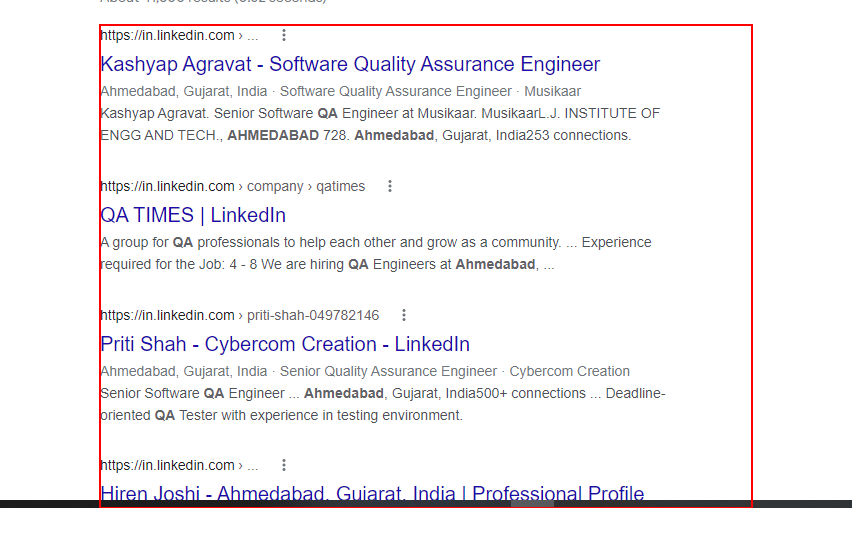 https://in.linkedin.com › ...
Kashyap Agravat - Software Quality Assurance Engineer
Ahmedabad, Gujarat, India · Software Quality Assurance Engineer · Musikaar
Kashyap Agravat. Senior Software QA Engineer at Musikaar. MusikaarL.J. INSTITUTE OF
ENGG AND TECH., AHMEDABAD 728. Ahmedabad, Gujarat, India253 connections.
https://in.linkedin.com › company › qatimes
QA TIMES | LinkedIn
A group for QA professionals to help each other and grow as a community. ... Experience
required for the Job: 4 - 8 We are hiring QA Engineers at Ahmedabad, ...
https://in.linkedin.com › priti-shah-049782146
Priti Shah - Cybercom Creation - LinkedIn
Ahmedabad, Gujarat, India · Senior Quality Assurance Engineer · Cybercom Creation
Senior Software QA Engineer ... Ahmedabad, Gujarat, India500+ connections ... Deadline-
oriented QA Tester with experience in testing environment.
https://in.linkedin.com › ...
Hiren Joshi - Ahmedabad, Gujarat, India | Professional Profile